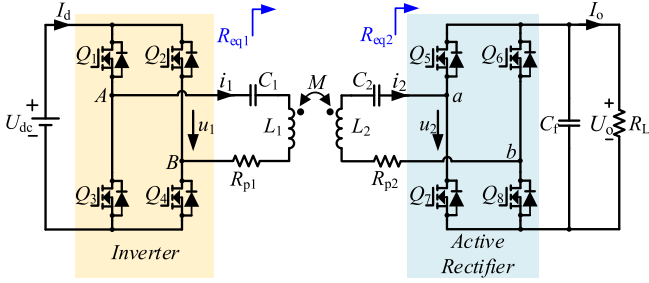 I_d
R_eq1
R_eq2
I_o
Q_1
Q_2
Q_5
Q_6
A
i_1
C_1
M
C_2
i_2
a
U_dc
+
−
u_1
L_1
L_2
u_2
C_f
+
U_o
−
R_L
B
b
R_p1
R_p2
Q_3
Q_4
Q_7
Q_8
Inverter
Active
Rectifier